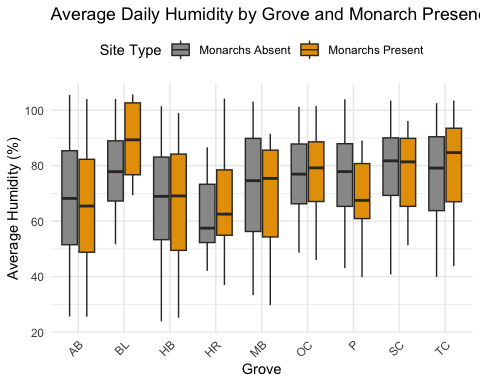 Average Daily Humidity by Grove and Monarch
Site Type Monarchs Absent Monarchs Present
Average Humidity (%)
100
80
60
40
20
AB BL HB HR MB OC P SC TC
Grove